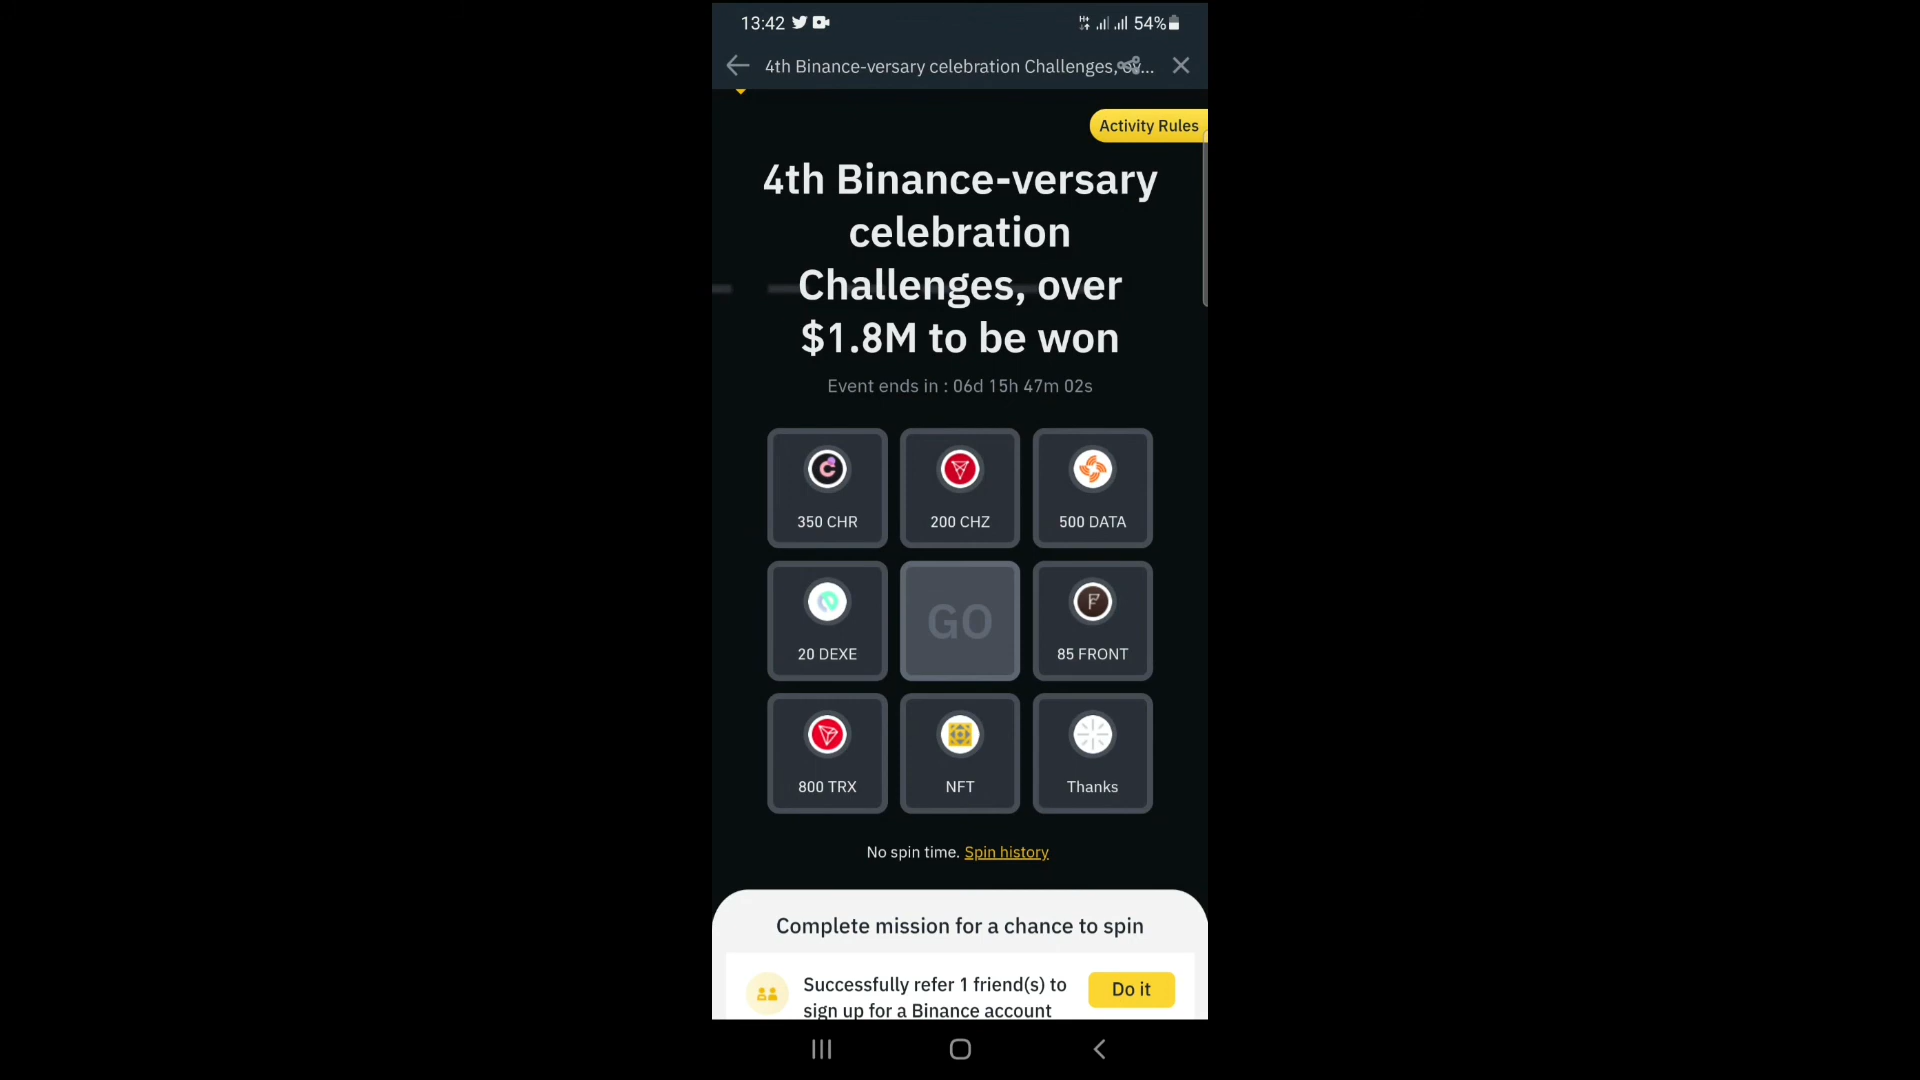 13:42 54%
4th Binance-versary celebration Challenges, ov...
Activity Rules
4th Binance-versary
celebration
Challenges, over
$1.8M to be won
Event ends in : 06d 15h 47m 02s
350 CHR 200 CHZ 500 DATA
20 DEXE GO 85 FRONT
800 TRX NFT Thanks
No spin time. Spin history
Complete mission for a chance to spin
Successfully refer 1 friend(s) to
sign up for a Binance account
Do it